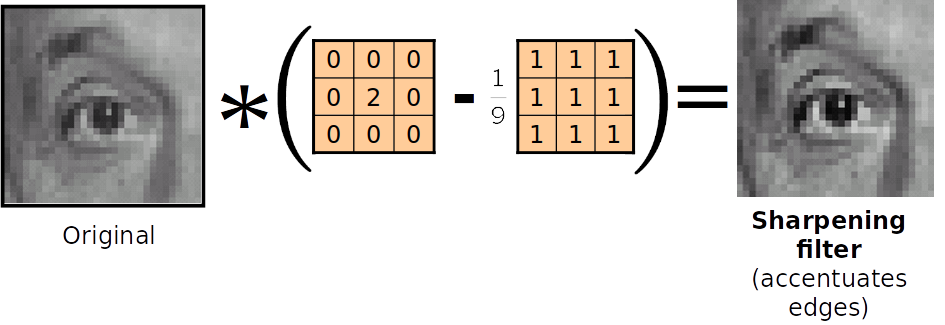 * ( 0 0 0 - 1/9 1 1 1 ) =
0 2 0 1 1 1
0 0 0 1 1 1
Original
Sharpening
filter
(accentuates
edges)